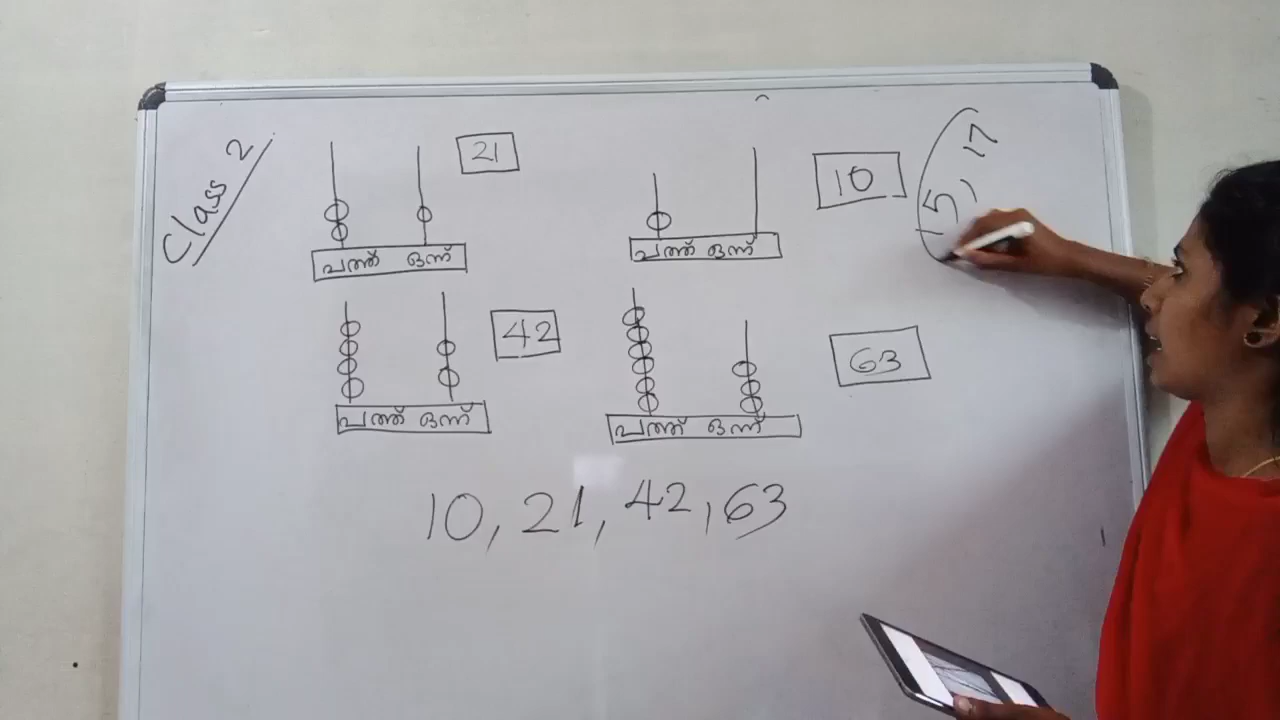 Class 2
21
പത്ത് ഒന്ന്
10
പത്ത് ഒന്ന്
15, 17
42
പത്ത് ഒന്ന്
63
പത്ത് ഒന്ന്
10, 21, 42, 63